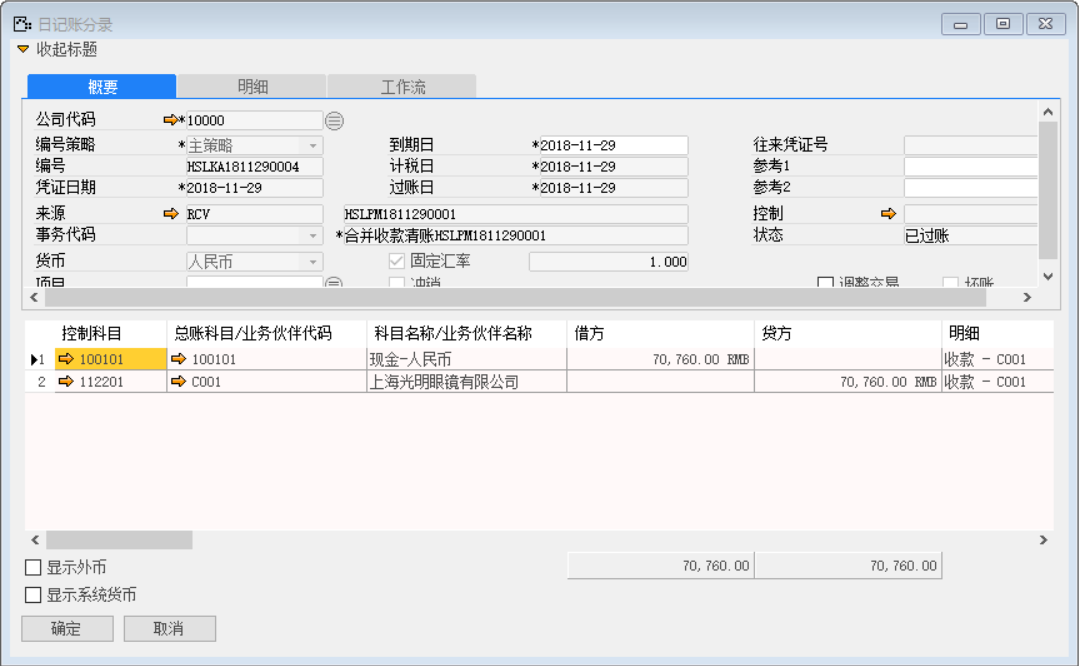 日记账分录
收起标题
概要 明细 工作流
公司代码 *10000
编号策略 *主策略 到期日 *2018-11-29 往来凭证号
编号 HSLKA1811290004 计税日 *2018-11-29 参考1
凭证日期 *2018-11-29 过账日 *2018-11-29 参考2
来源 RCV HSLPM1811290001 控制
事务代码 *合并收款清账HSLPM1811290001 状态 已过账
货币 人民币 固定汇率 1.000
项目 冲销 调整交易 坏账
控制科目 总账科目/业务伙伴代码 科目名称/业务伙伴名称 借方 贷方 明细
1 100101 100101 现金-人民币 70,760.00 RMB 收款 - C001
2 112201 C001 上海光明眼镜有限公司 70,760.00 RMB 收款 - C001
显示外币 70,760.00 70,760.00
显示系统货币
确定 取消